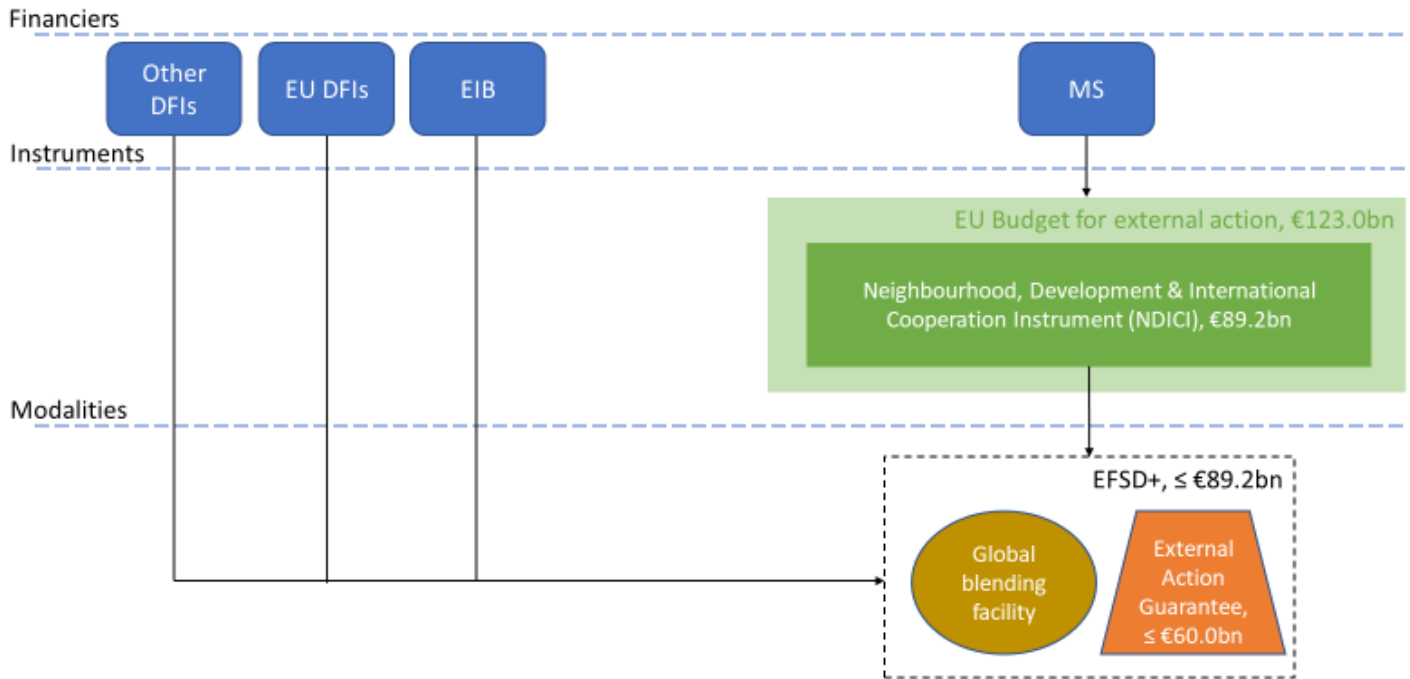 Financiers
Other
DFIs
EU DFIs
EIB
MS
Instruments
EU Budget for external action, €123.0bn
Neighbourhood, Development & International
Cooperation Instrument (NDICI), €89.2bn
Modalities
EFSD+, ≤ €89.2bn
Global
blending
facility
External
Action
Guarantee,
≤ €60.0bn